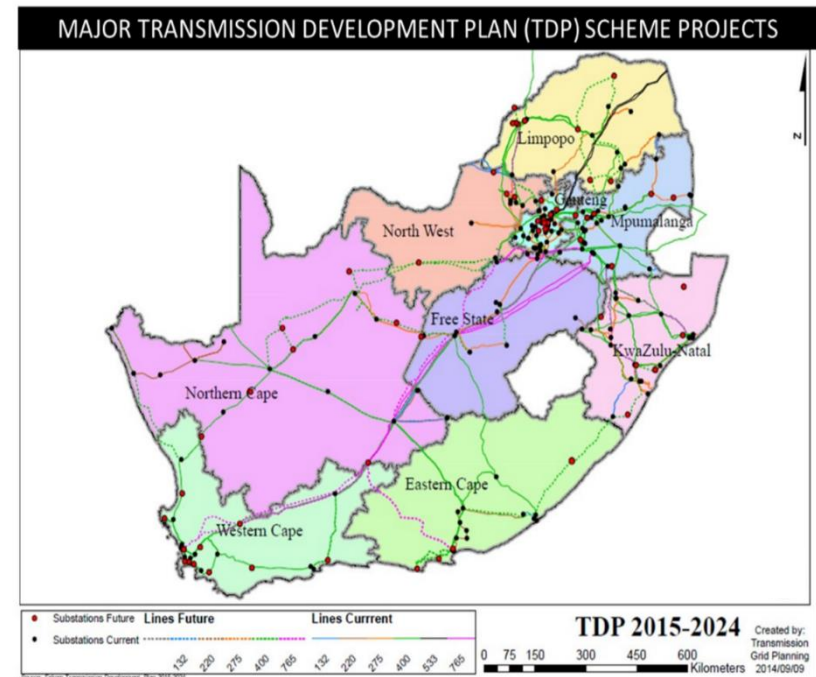 MAJOR TRANSMISSION DEVELOPMENT PLAN (TDP) SCHEME PROJECTS
N
Limpopo
Gauteng
North West
Mpumalanga
Free State
KwaZulu-Natal
Northern Cape
Eastern Cape
Western Cape
Substations Future
Substations Current
Lines Future
132 220 275 400 765
Lines Currrent
132 220 275 400 533 765
TDP 2015-2024
0 75 150 300 450 600
Kilometers
Created by:
Transmission
Grid Planning
2014/09/09